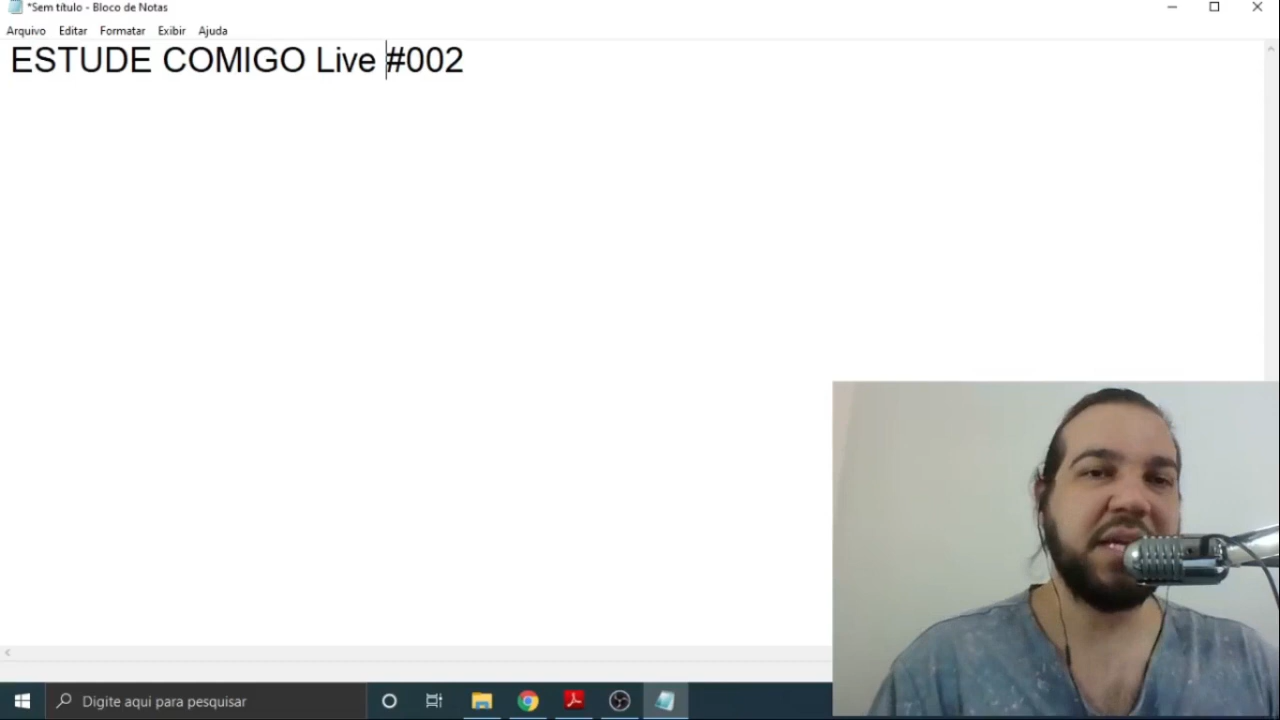 *Sem título - Bloco de Notas
Arquivo Editar Formatar Exibir Ajuda
ESTUDE COMIGO Live #002
Digite aqui para pesquisar